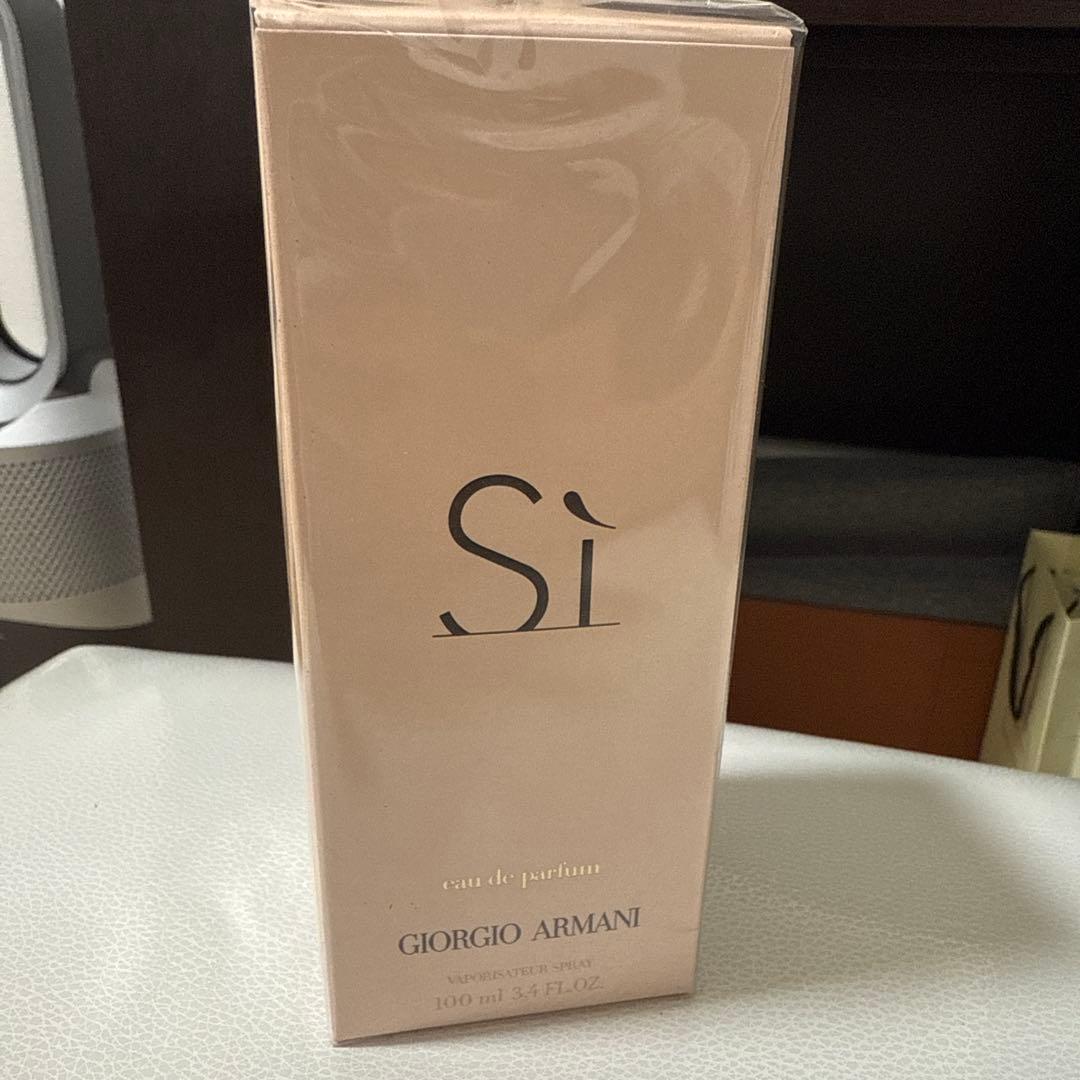 Sì
eau de parfum
GIORGIO ARMANI
VAPORISATEUR SPRAY
100 ml 3.4 FL.OZ.